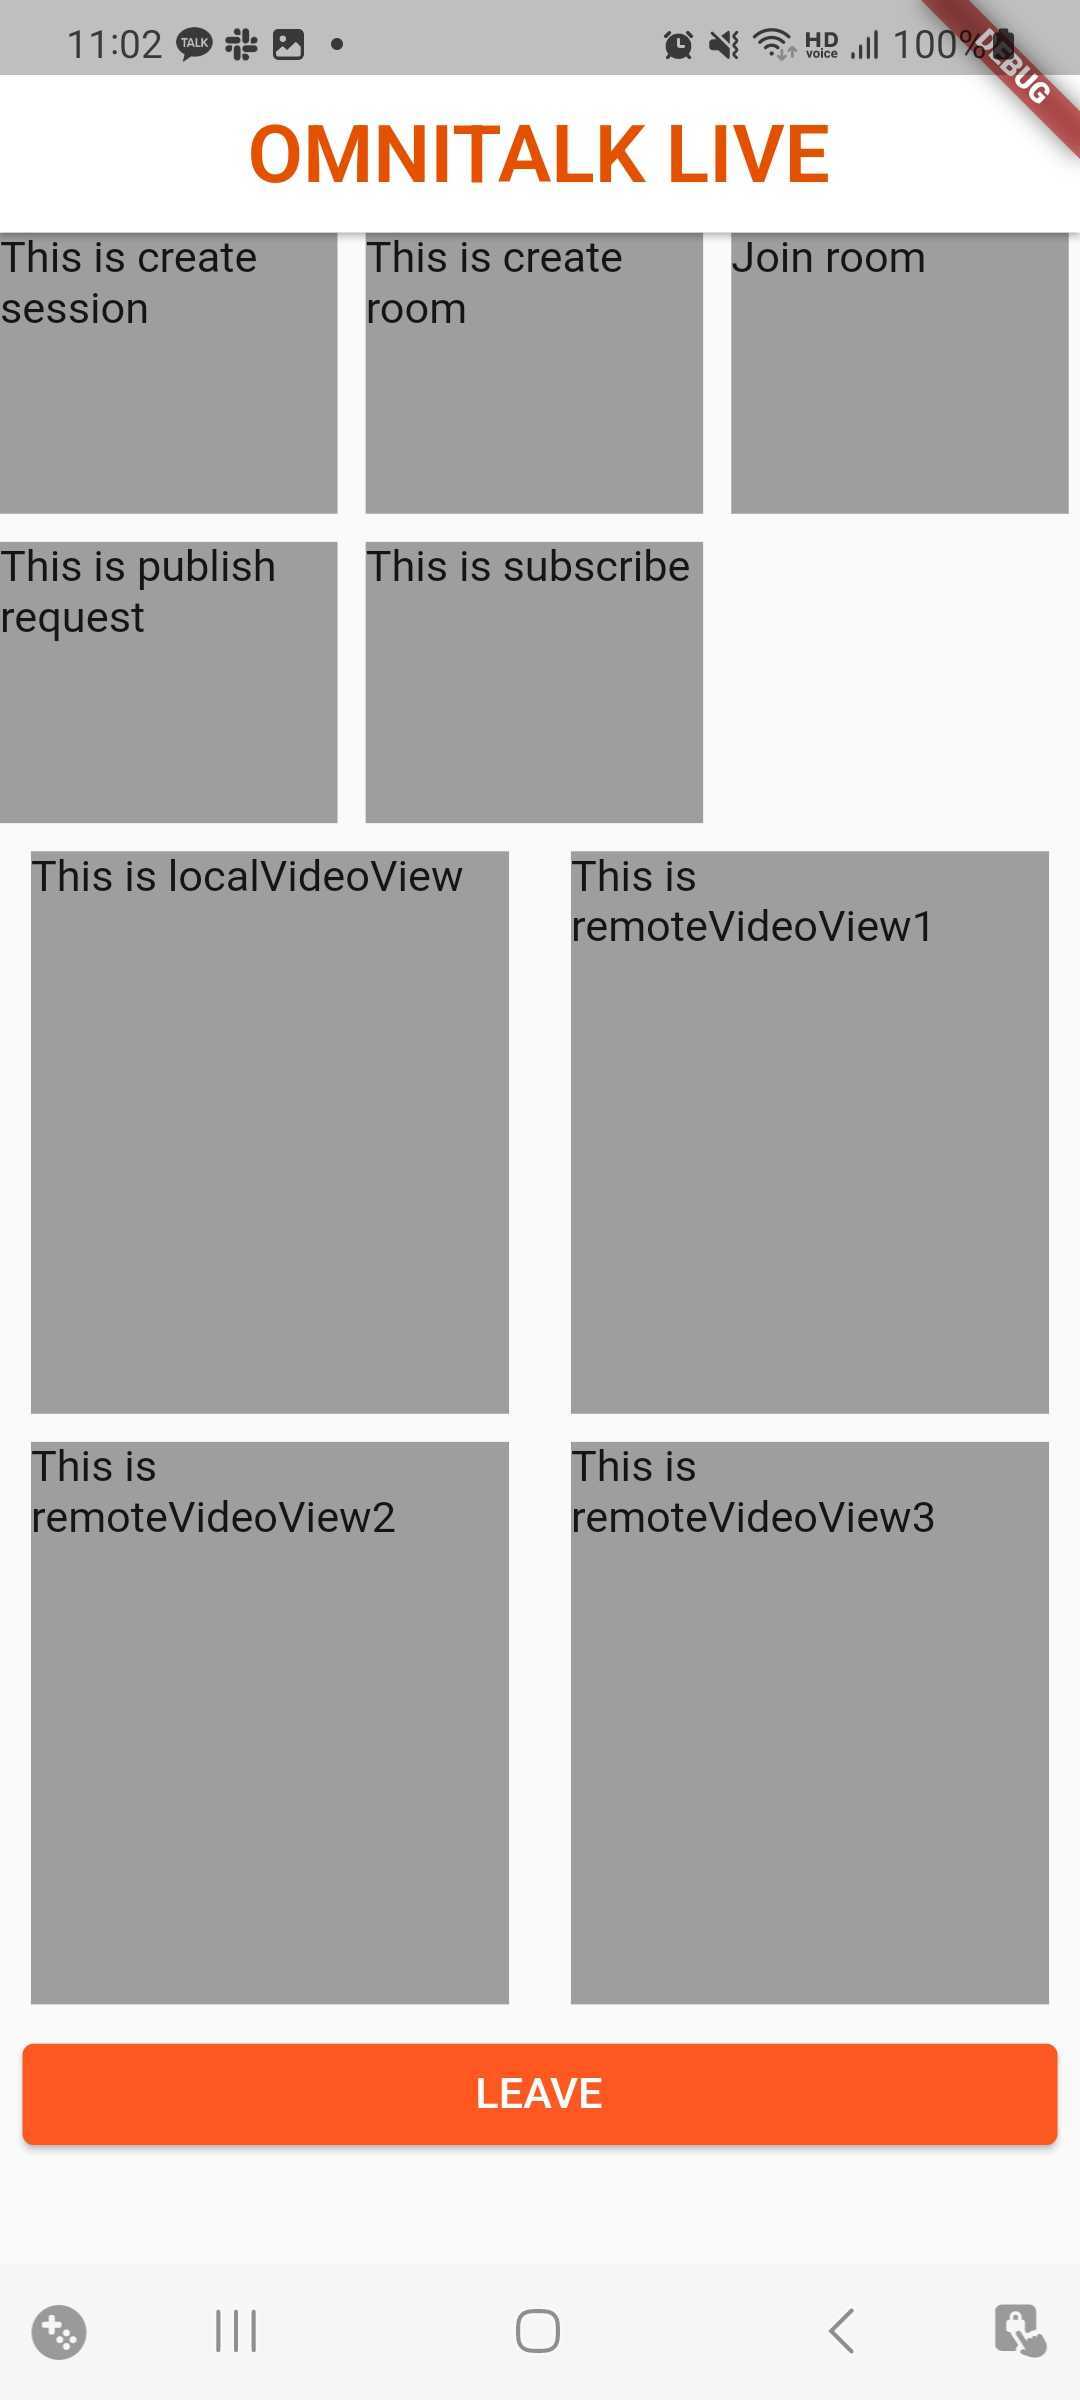 11:02 TALK HD voice 100%
DEBUG
OMNITALK LIVE
This is create
session
This is create
room
Join room
This is publish
request
This is subscribe
This is localVideoView
This is
remoteVideoView1
This is
remoteVideoView2
This is
remoteVideoView3
LEAVE